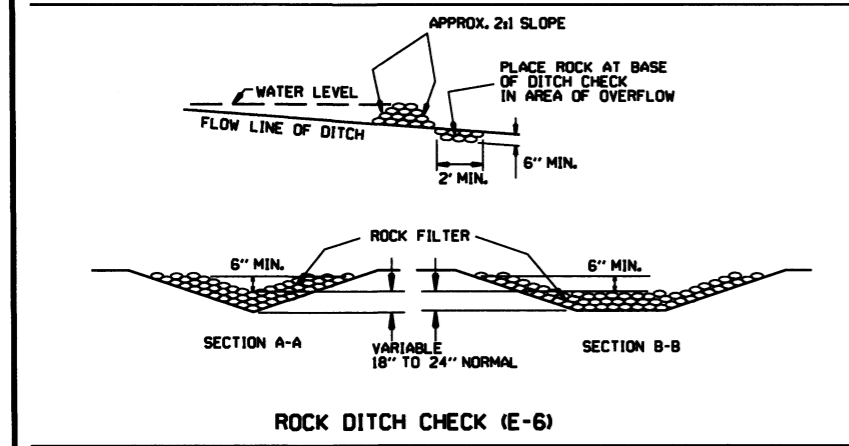 APPROX. 2:1 SLOPE
PLACE ROCK AT BASE
OF DITCH CHECK
IN AREA OF OVERFLOW
WATER LEVEL
FLOW LINE OF DITCH
6" MIN.
2' MIN.
ROCK FILTER
6" MIN.
6" MIN.
SECTION A-A
VARIABLE
18" TO 24" NORMAL
SECTION B-B
ROCK DITCH CHECK (E-6)